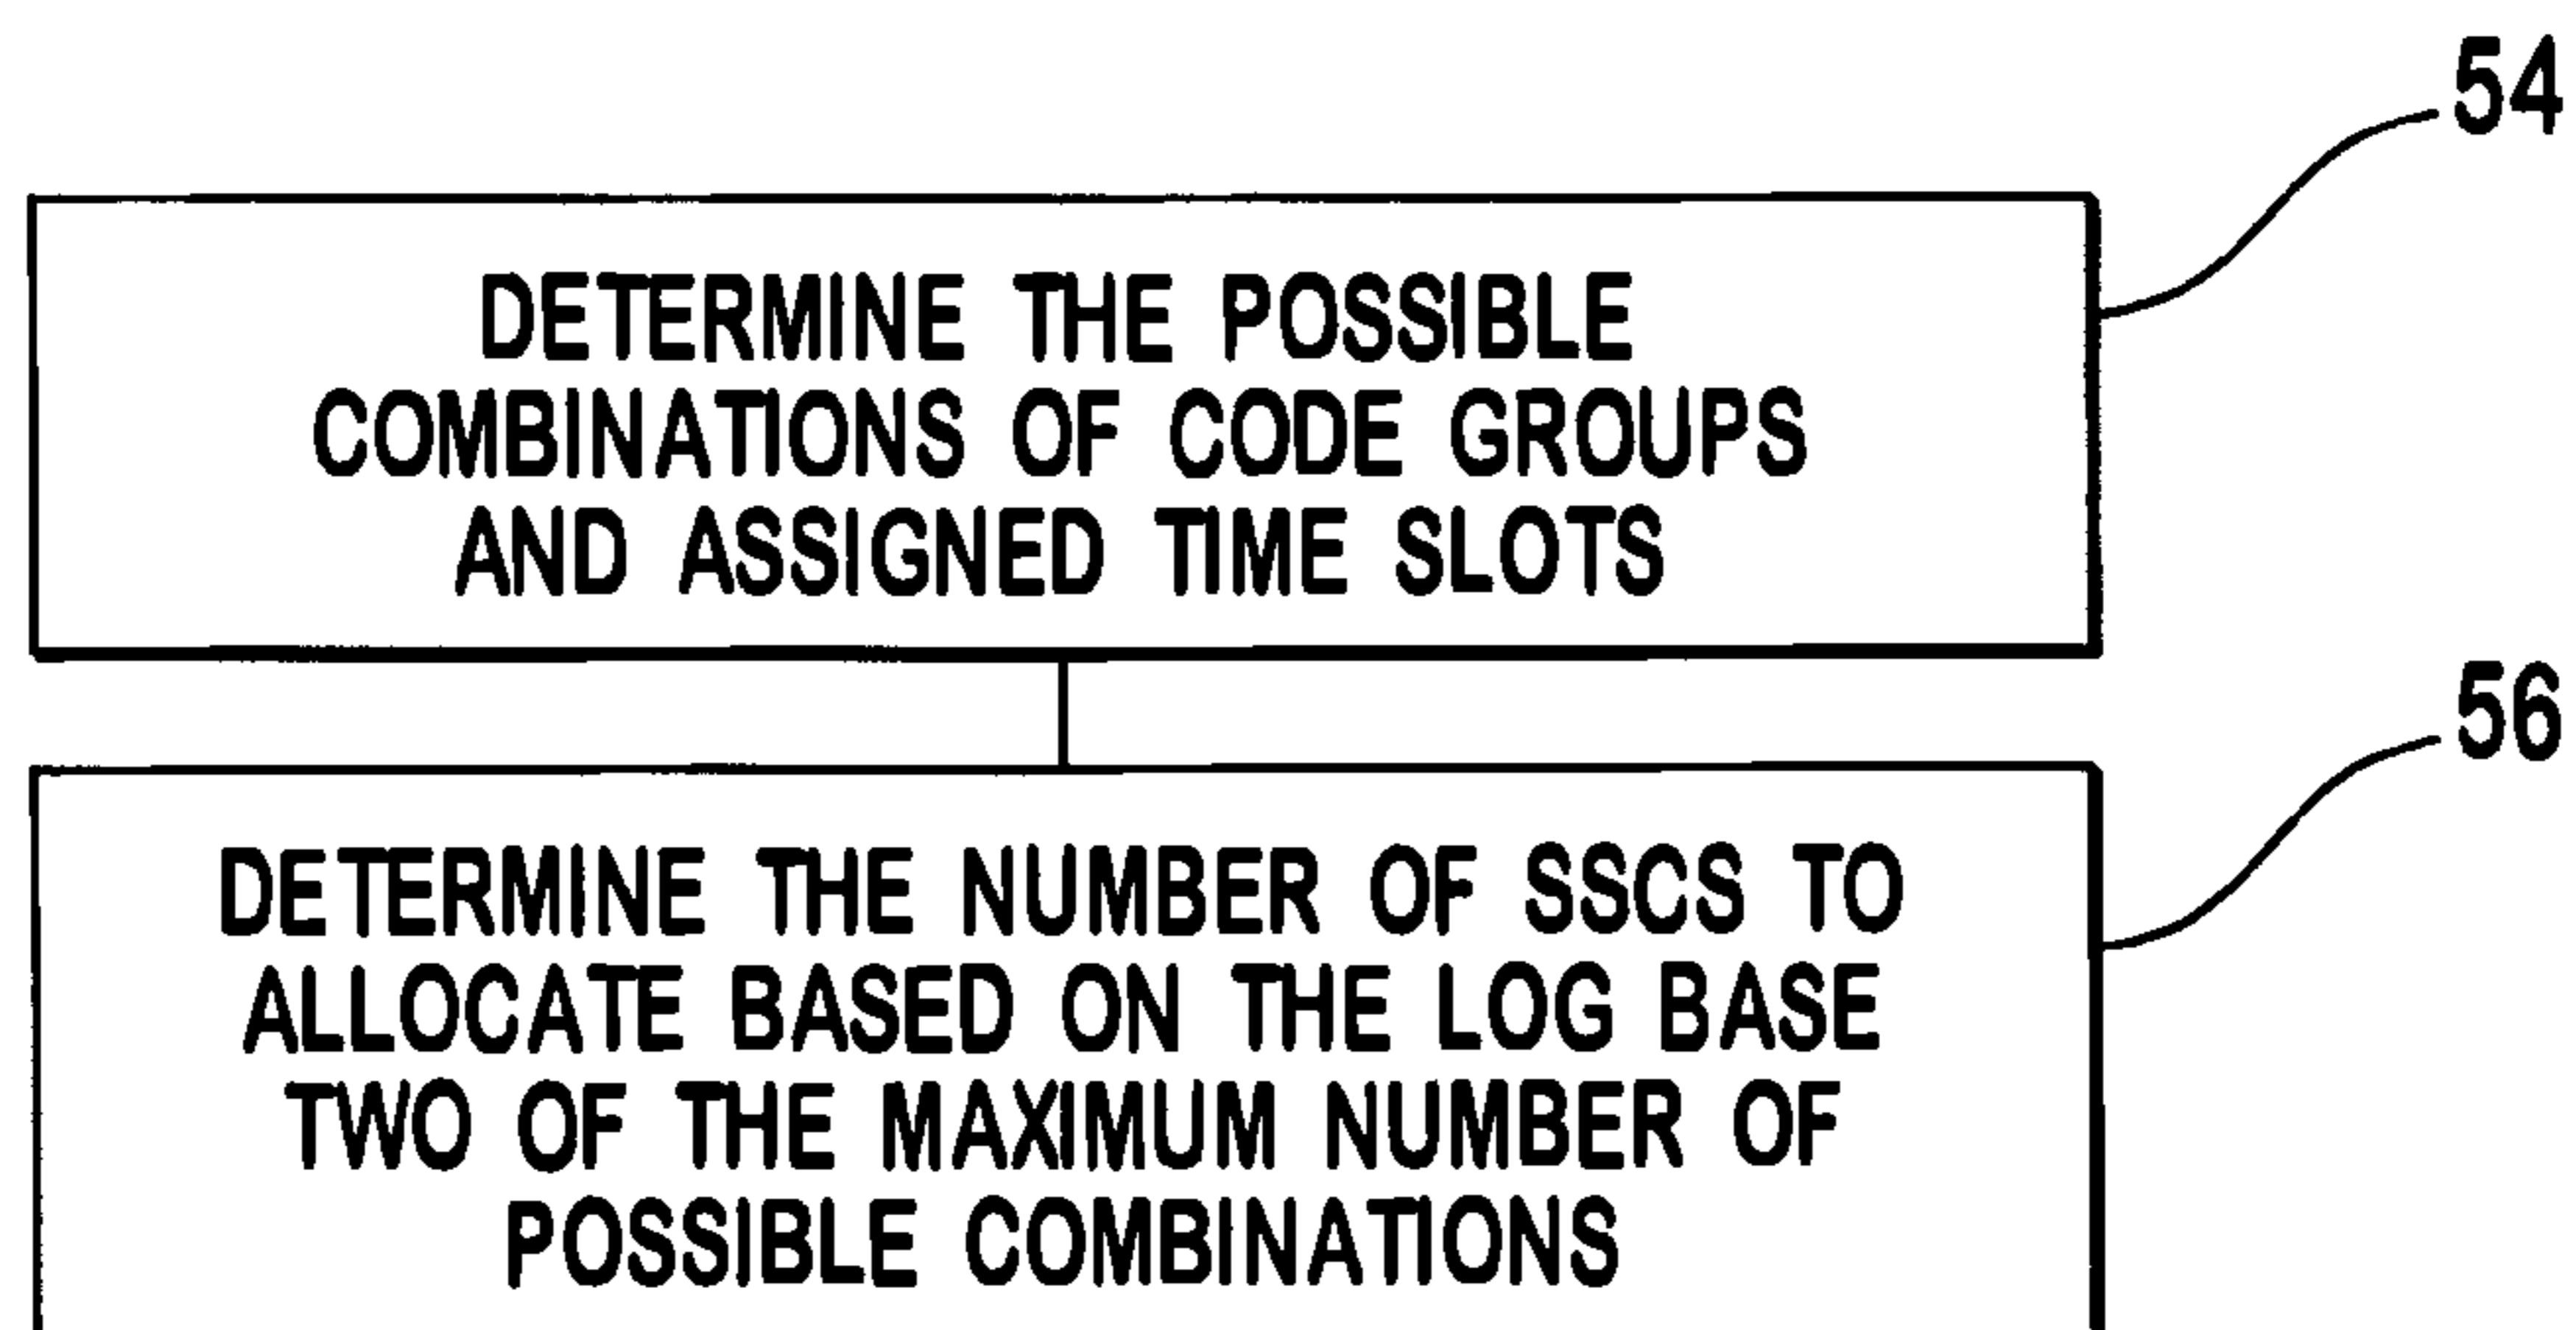 54
DETERMINE THE POSSIBLE
COMBINATIONS OF CODE GROUPS
AND ASSIGNED TIME SLOTS
56
DETERMINE THE NUMBER OF SSCS TO
ALLOCATE BASED ON THE LOG BASE
TWO OF THE MAXIMUM NUMBER OF
POSSIBLE COMBINATIONS